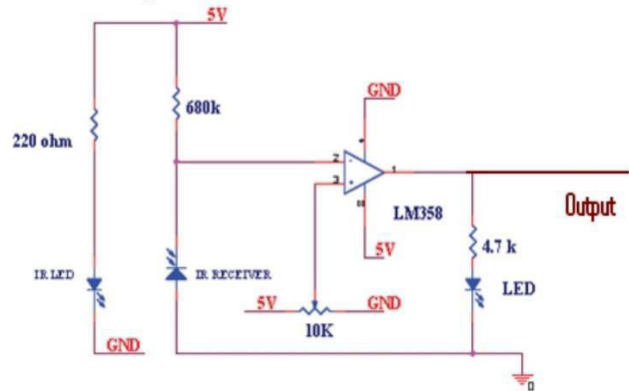 5V
680k
220 ohm
GND
2
-
3
+
4
1
8
LM358
Output
5V
4.7 k
IR LED
IR RECEIVER
LED
5V
GND
10K
GND
0